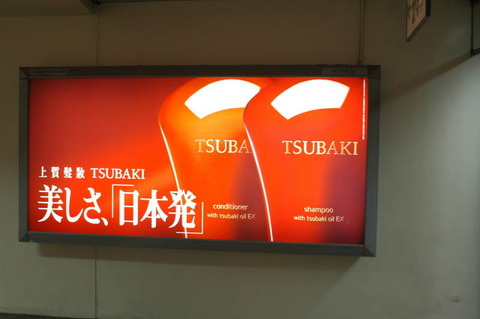 上質髪妝 TSUBAKI
美しさ、「日本発」
TSUBAKI
conditioner
with tsubaki oil EX
TSUBAKI
shampoo
with tsubaki oil EX